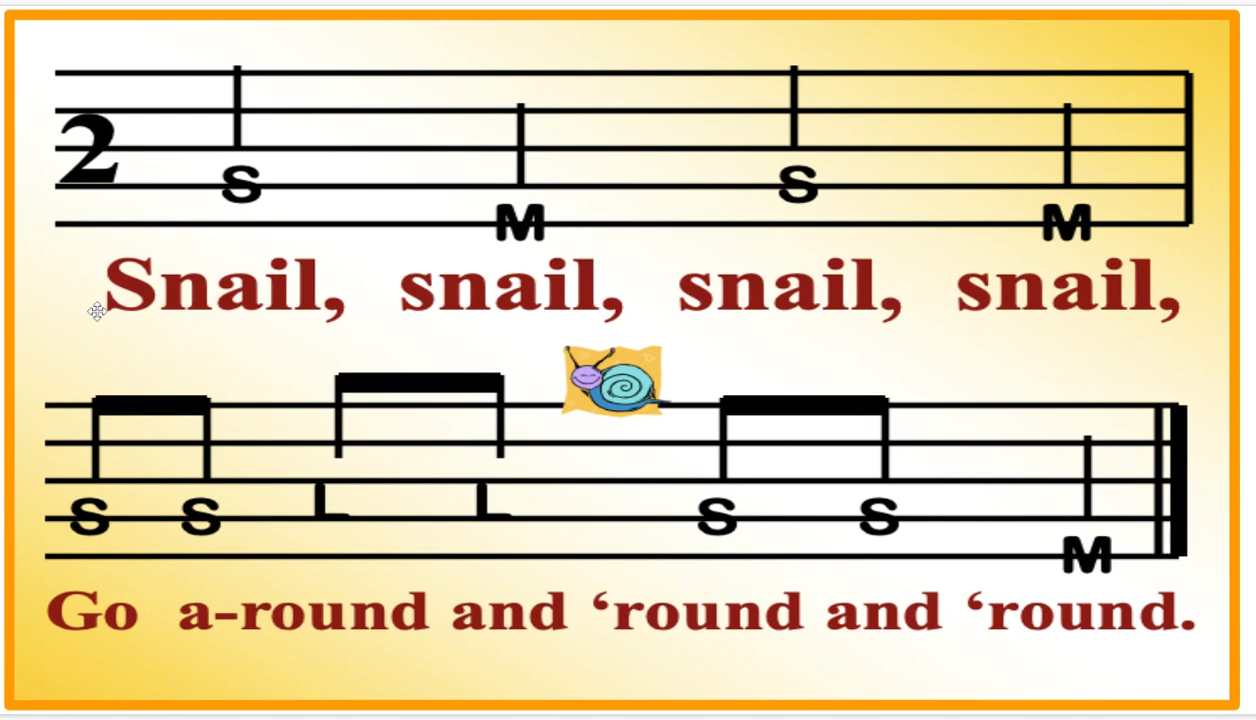 2 S M S M
Snail, snail, snail, snail,
S S L L S S M
Go a-round and ‘round and ‘round.